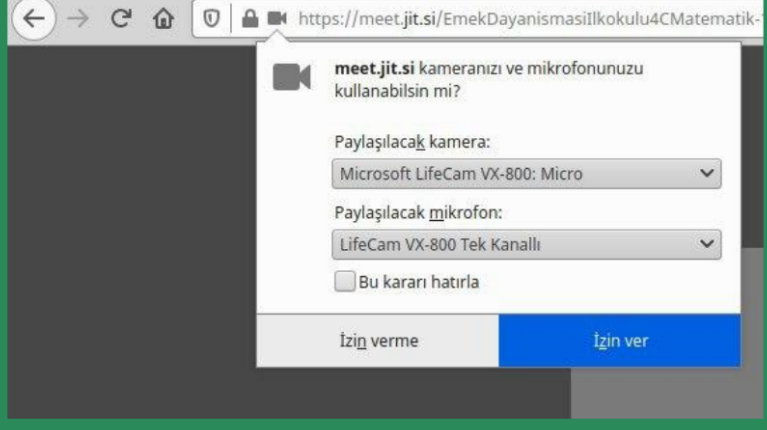 https://meet.jit.si/EmekDayanismasiIlkokulu4CMatematik-
meet.jit.si kameranızı ve mikrofonunuzu
kullanabilsin mi?
Paylaşılacak kamera:
Microsoft LifeCam VX-800: Micro
Paylaşılacak mikrofon:
LifeCam VX-800 Tek Kanallı
Bu kararı hatırla
İzin verme
İzin ver